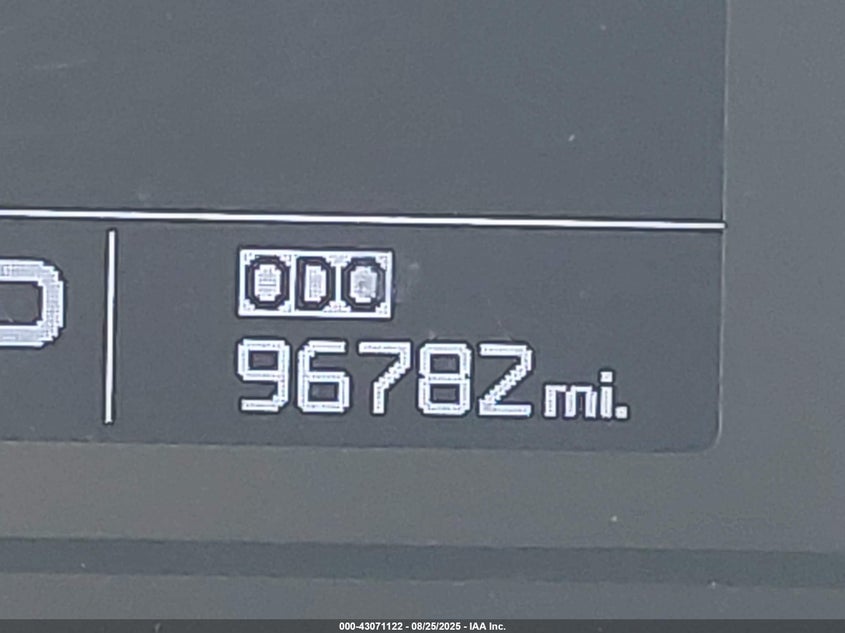 P
ODO
96782 mi.
000-43071122 - 08/25/2025 - IAA Inc.